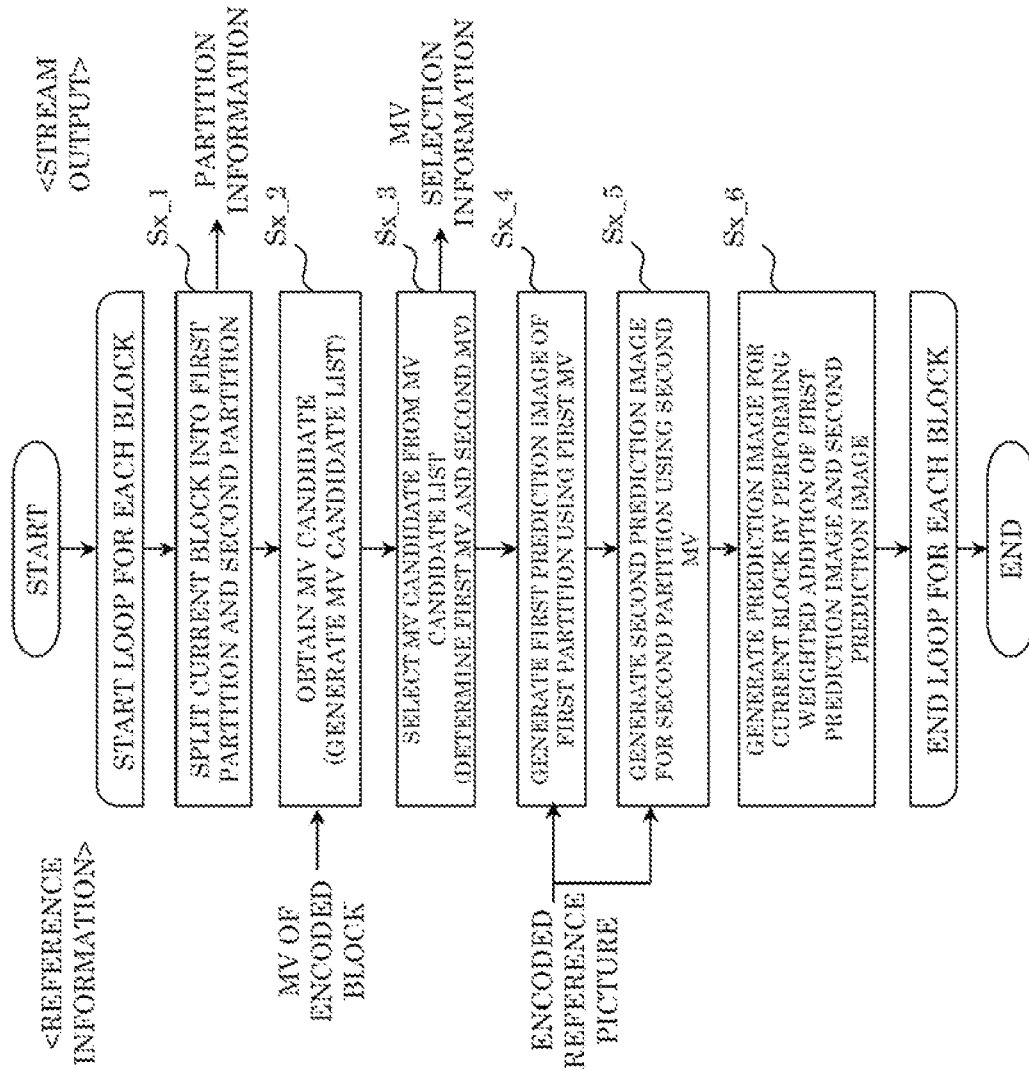 <REFERENCE
INFORMATION>
<STREAM
OUTPUT>
START
START LOOP FOR EACH BLOCK
SPLIT CURRENT BLOCK INTO FIRST
PARTITION AND SECOND PARTITION
Sx_1
PARTITION
INFORMATION
MV OF
ENCODED
BLOCK
OBTAIN MV CANDIDATE
(GENERATE MV CANDIDATE LIST)
Sx_2
SELECT MV CANDIDATE FROM MV
CANDIDATE LIST
(DETERMINE FIRST MV AND SECOND MV)
Sx_3
MV
SELECTION
INFORMATION
ENCODED
REFERENCE
PICTURE
GENERATE FIRST PREDICTION IMAGE OF
FIRST PARTITION USING FIRST MV
Sx_4
GENERATE SECOND PREDICTION IMAGE
FOR SECOND PARTITION USING SECOND
MV
Sx_5
GENERATE PREDICTION IMAGE FOR
CURRENT BLOCK BY PERFORMING
WEIGHTED ADDITION OF FIRST
PREDICTION IMAGE AND SECOND
PREDICTION IMAGE
Sx_6
END LOOP FOR EACH BLOCK
END